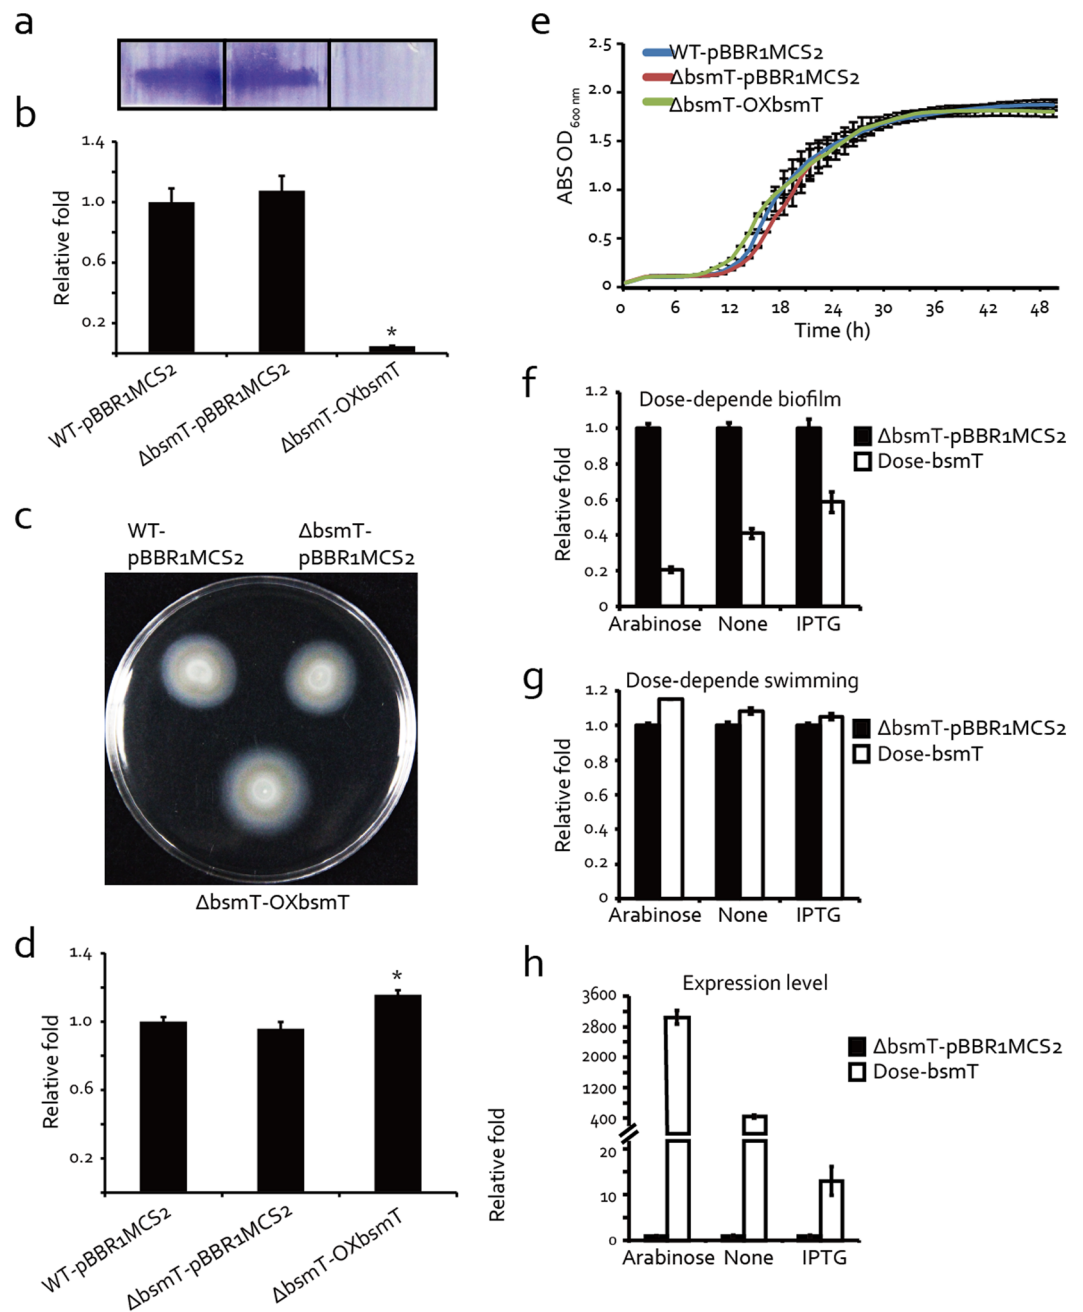 a
b
1.4
1.0
0.6
0.2
Relative fold
*
WT-pBBR1MCS2
ΔbsmT-pBBR1MCS2
ΔbsmT-OXbsmT
c
WT-
pBBR1MCS2
ΔbsmT-
pBBR1MCS2
ΔbsmT-OXbsmT
d
1.4
1.0
0.6
0.2
Relative fold
*
WT-pBBR1MCS2
ΔbsmT-pBBR1MCS2
ΔbsmT-OXbsmT
e
2.5
2.0
1.5
1.0
0.5
0
ABS OD600 nm
WT-pBBR1MCS2
ΔbsmT-pBBR1MCS2
ΔbsmT-OXbsmT
0 6 12 18 24 30 36 42 48
Time (h)
f
Dose-depende biofilm
1.2
1.0
0.8
0.6
0.4
0.2
0
Relative fold
ΔbsmT-pBBR1MCS2
Dose-bsmT
Arabinose None IPTG
g
Dose-depende swimming
1.2
1.0
0.8
0.6
0.4
0.2
0
Relative fold
ΔbsmT-pBBR1MCS2
Dose-bsmT
Arabinose None IPTG
h
Expression level
3600
2800
2000
1200
400
20
10
0
Relative fold
ΔbsmT-pBBR1MCS2
Dose-bsmT
Arabinose None IPTG